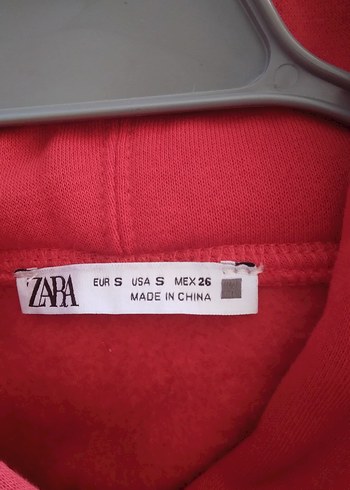 ZARA
EUR S USA S MEX 26
MADE IN CHINA